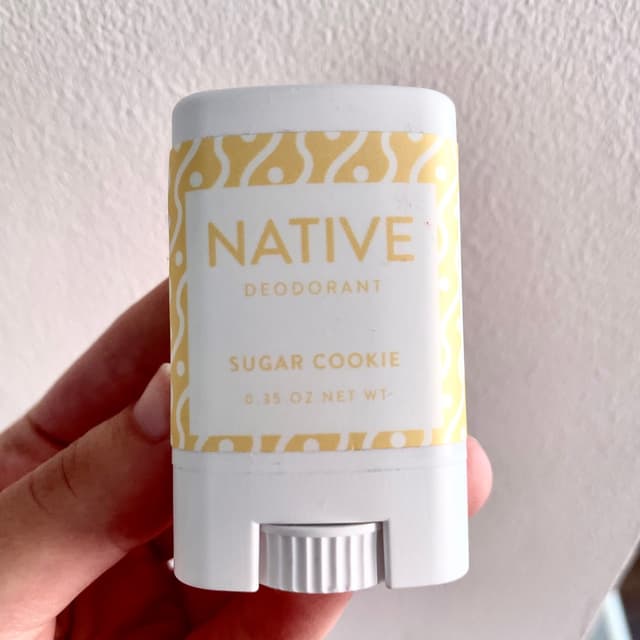 NATIVE
DEODORANT
SUGAR COOKIE
0.35 OZ NET WT